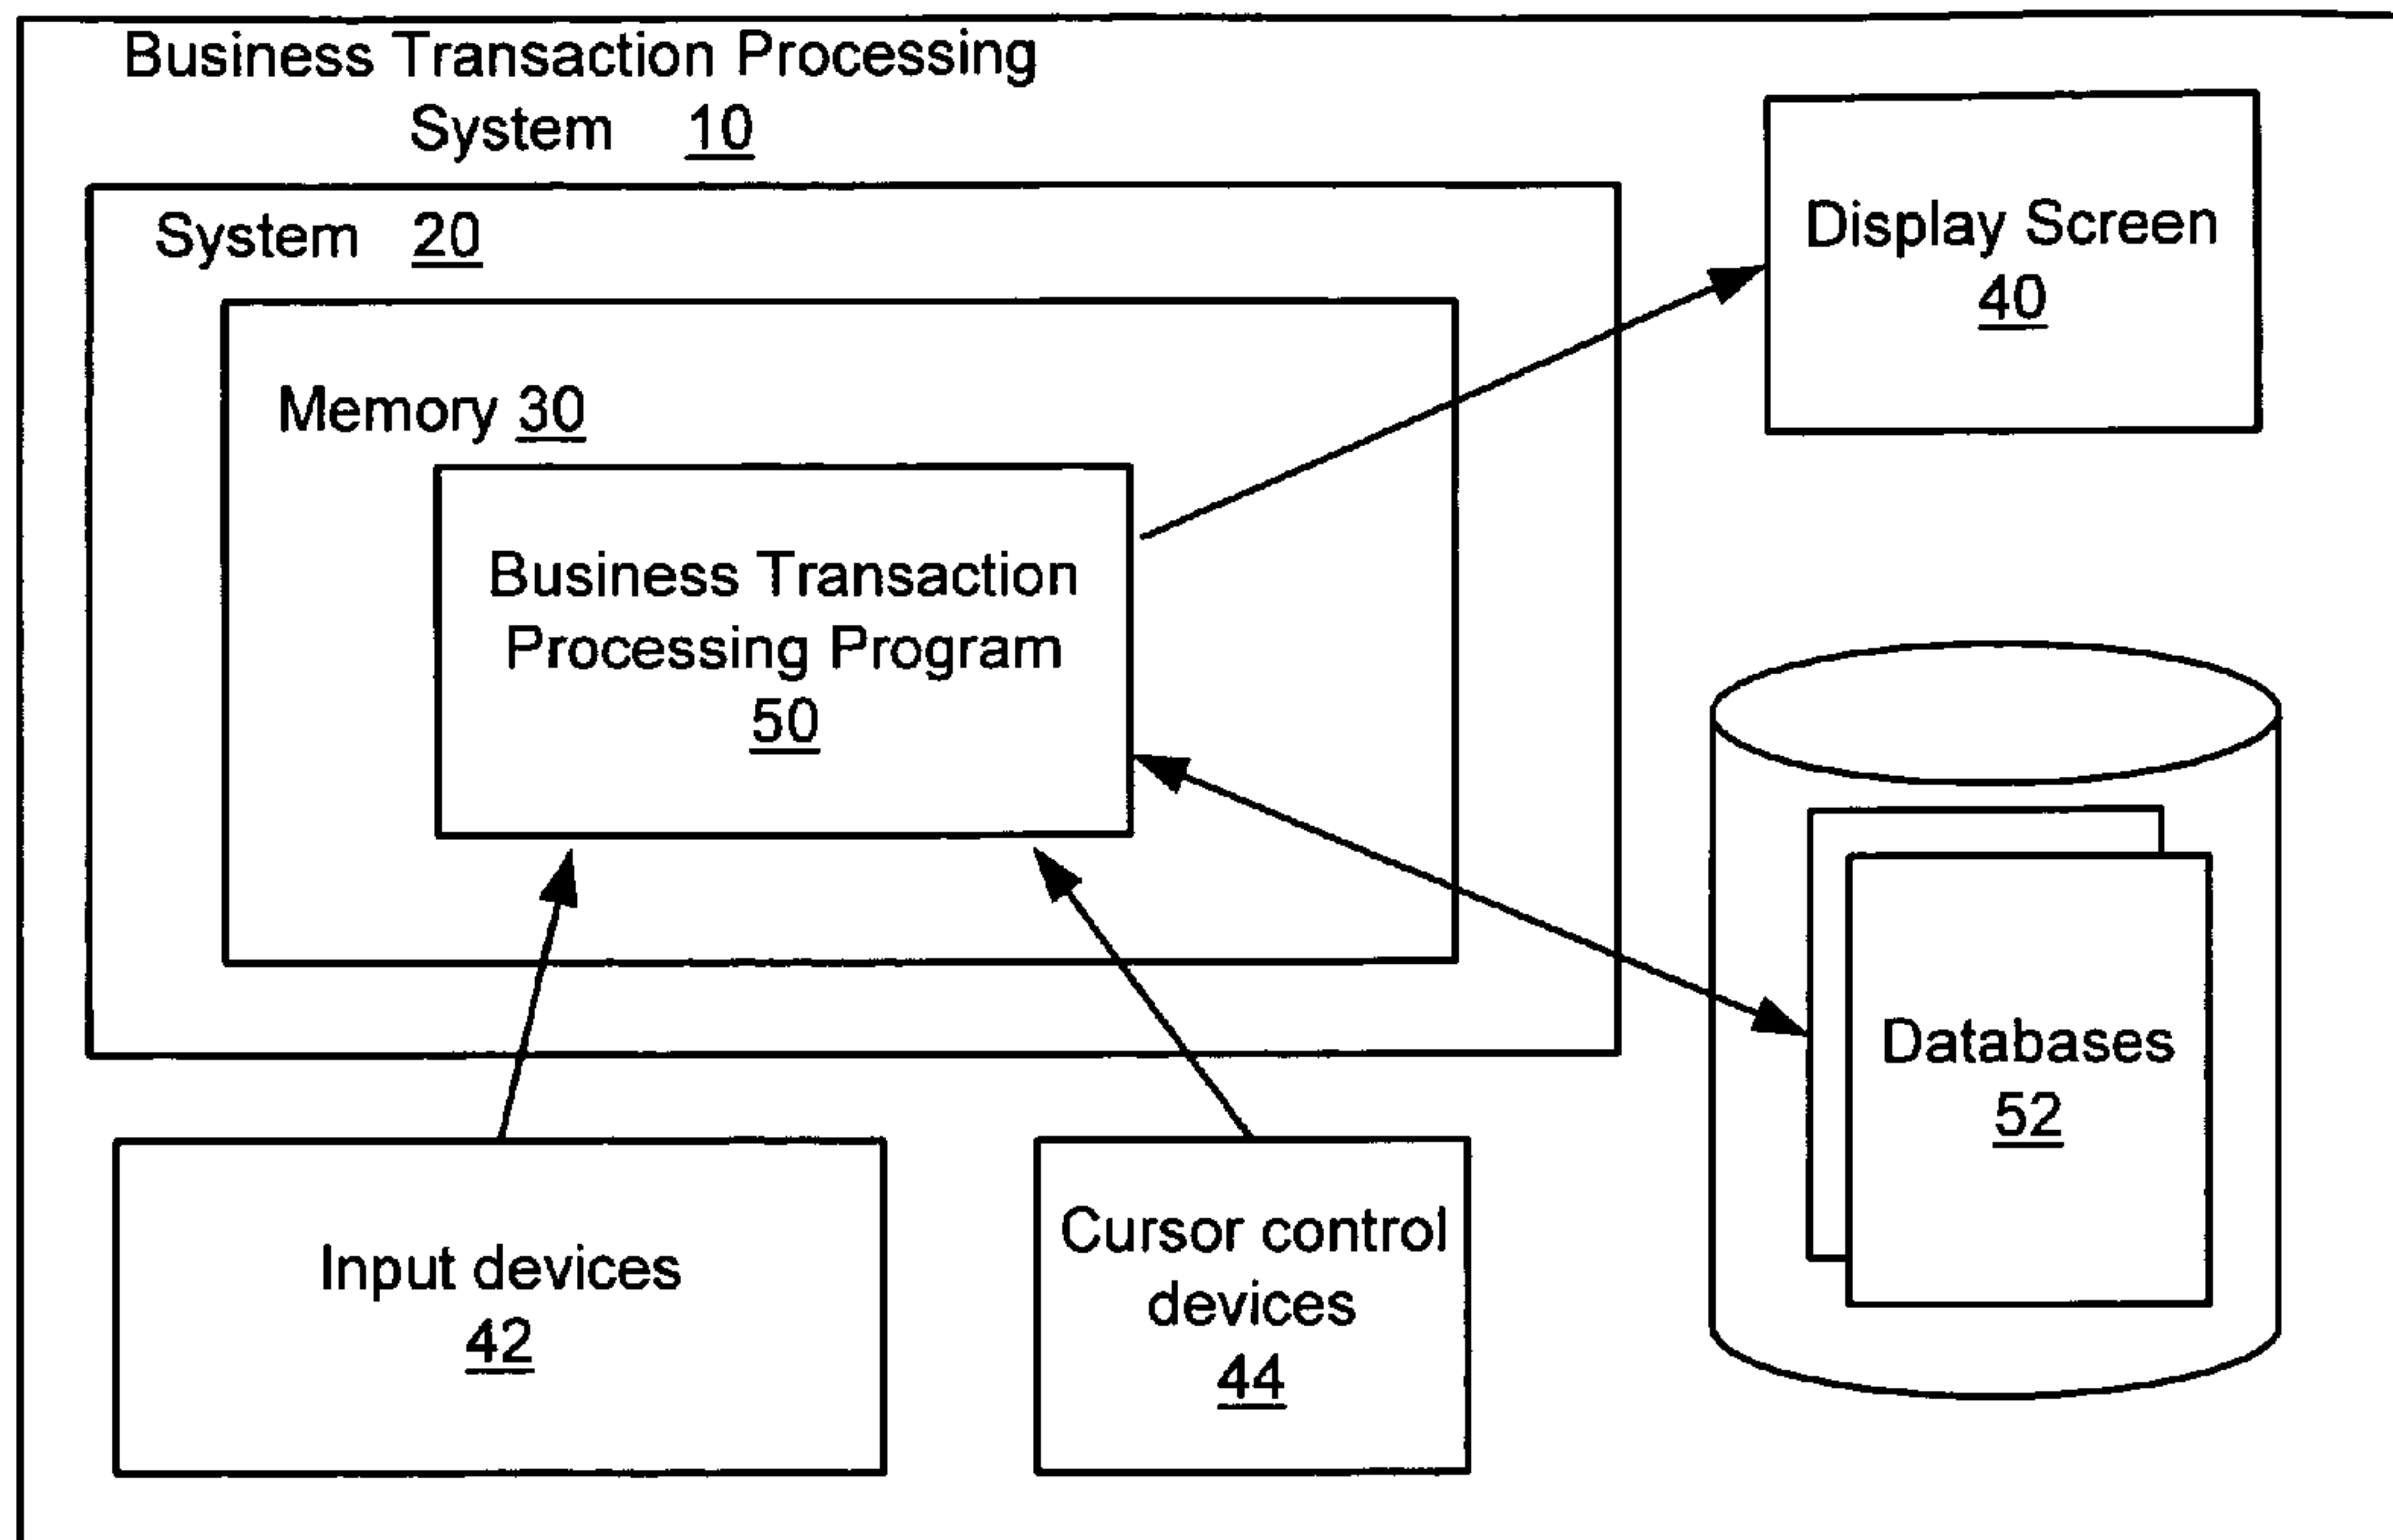 Business Transaction Processing
System 10
System 20
Memory 30
Business Transaction
Processing Program
50
Display Screen
40
Databases
52
Input devices
42
Cursor control
devices
44